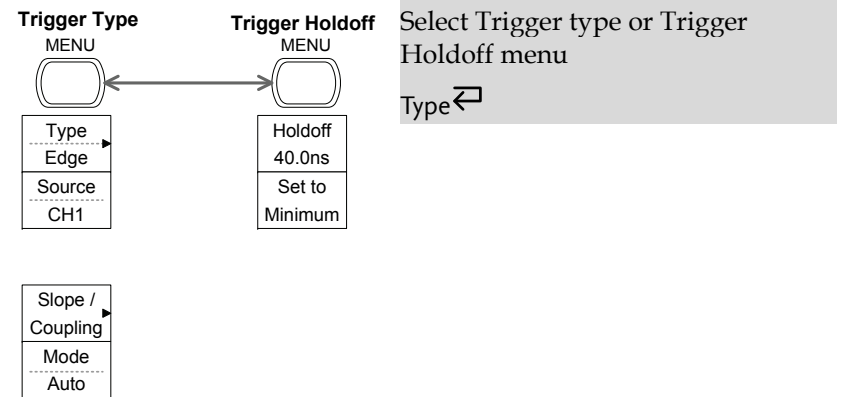 Trigger Type
MENU
Type
Edge
Source
CH1
Slope /
Coupling
Mode
Auto
Trigger Holdoff
MENU
Holdoff
40.0ns
Set to
Minimum
Select Trigger type or Trigger
Holdoff menu
Type